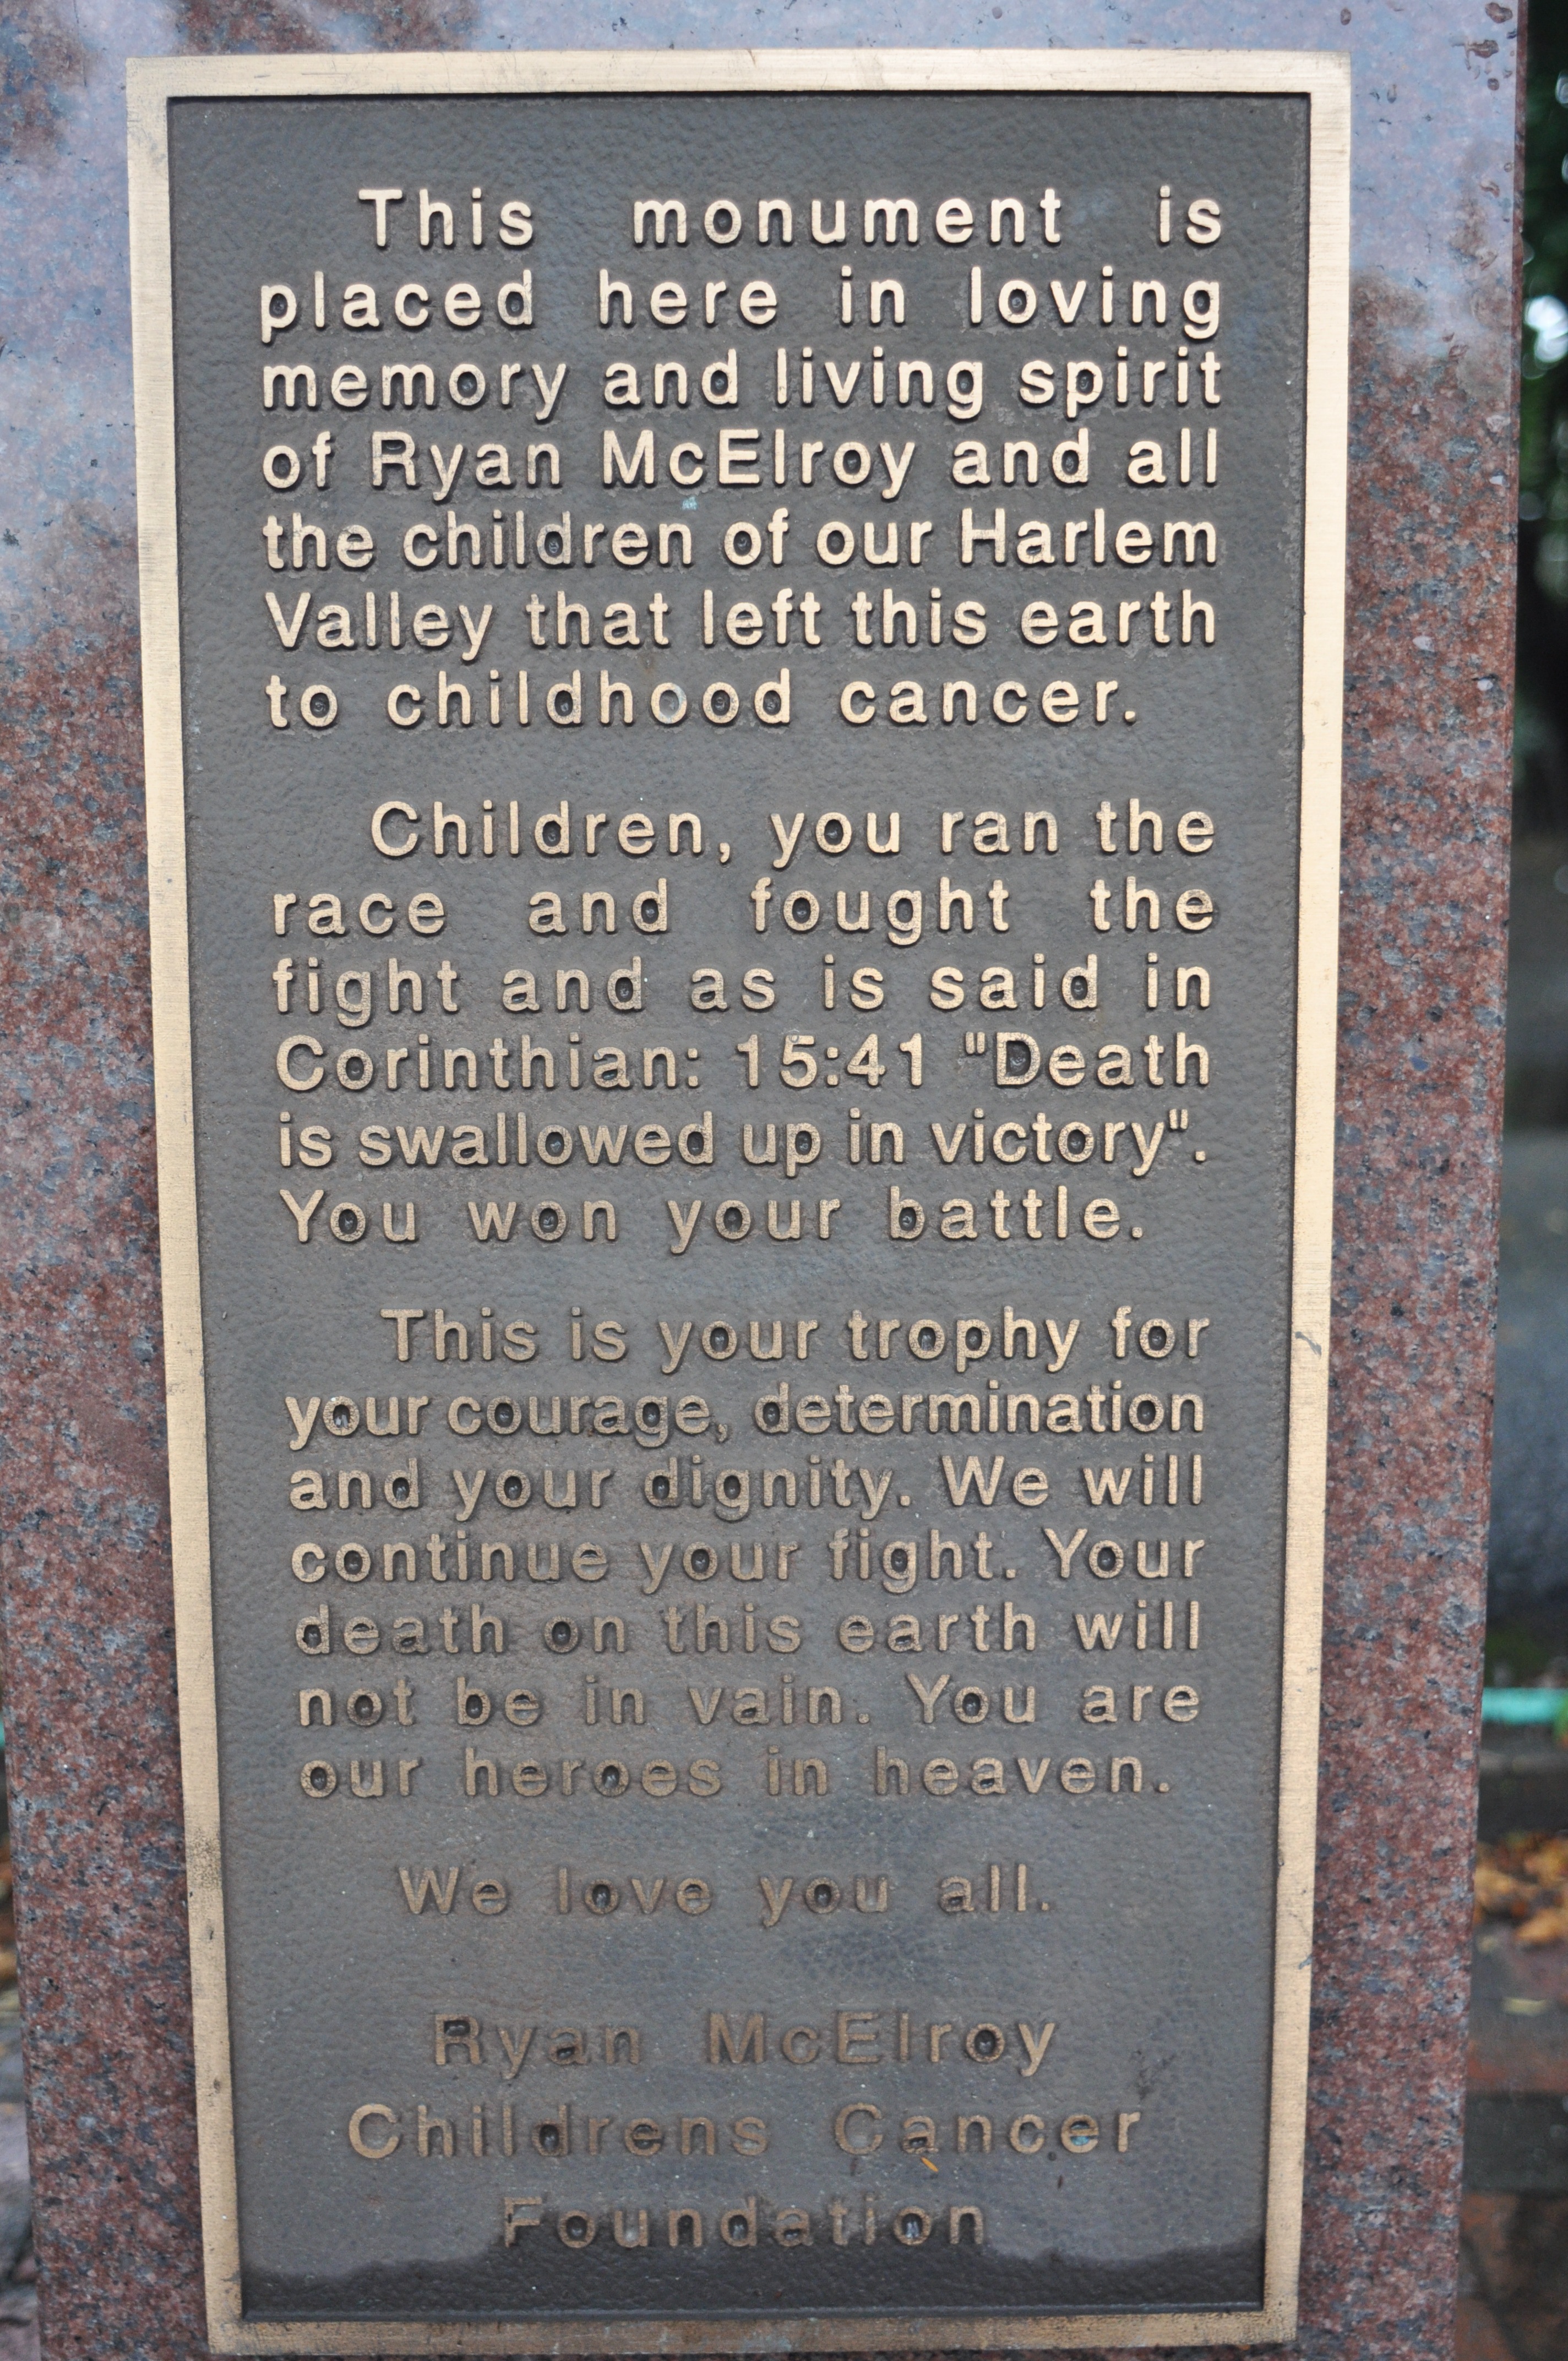 This monument is
placed here in loving
memory and living spirit
of Ryan McElroy and all
the children of our Harlem
Valley that left this earth
to childhood cancer.
Children, you ran the
race and fought the
fight and as is said in
Corinthian: 15:41 "Death
is swallowed up in victory".
You won your battle.
This is your trophy for
your courage, determination
and your dignity. We will
continue your fight. Your
death on this earth will
not be in vain. You are
our heroes in heaven.
We love you all.
Ryan McElroy
Childrens Cancer
Foundation